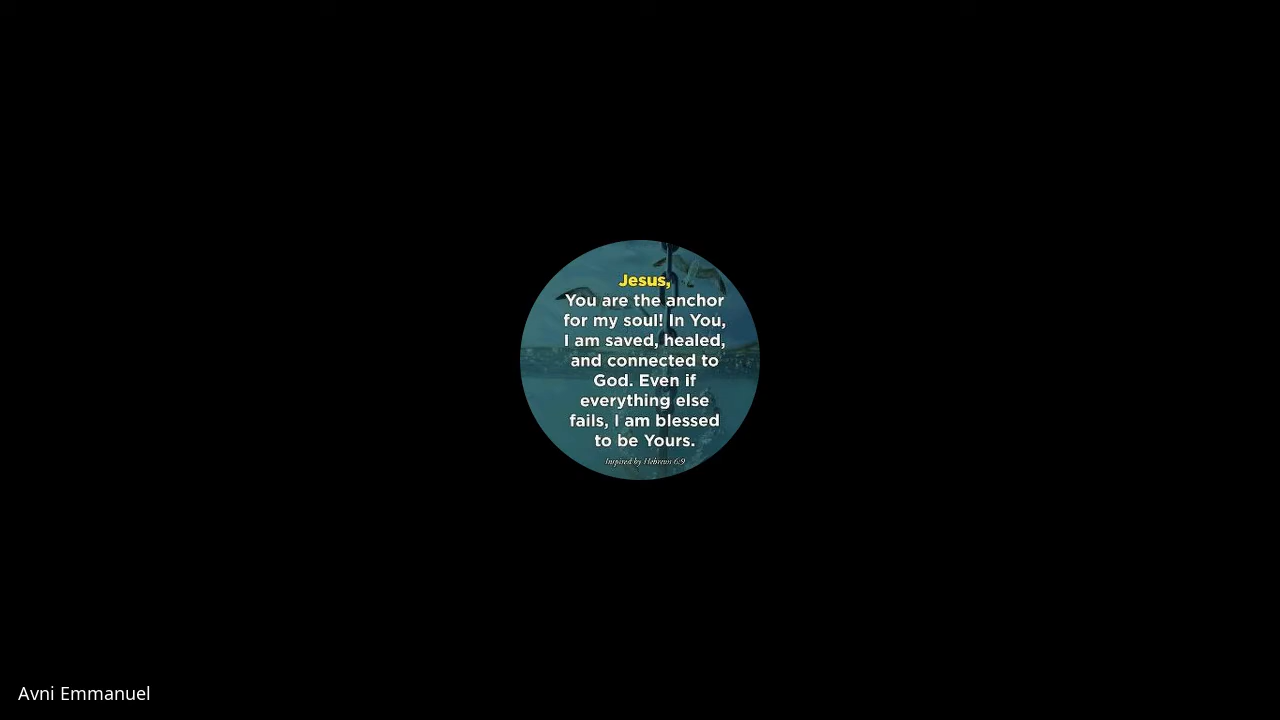 Jesus,
You are the anchor
for my soul! In You,
I am saved, healed,
and connected to
God. Even if
everything else
fails, I am blessed
to be Yours.
Inspired by Hebrews 6:9
Avni Emmanuel